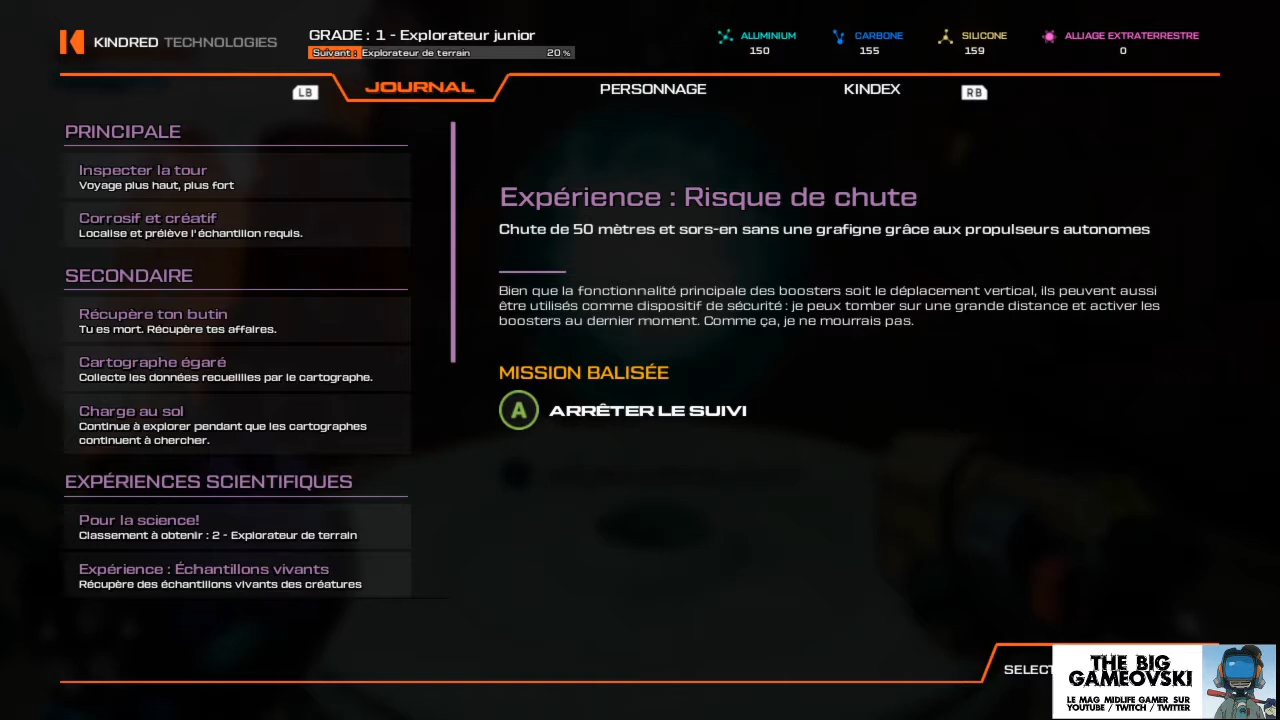 KINDRED TECHNOLOGIES
GRADE : 1 - Explorateur junior
Suivant : Explorateur de terrain 20 %
ALUMINIUM
150
CARBONE
155
SILICONE
159
ALLIAGE EXTRATERRESTRE
0
LB
JOURNAL
PERSONNAGE
KINDEX
RB
PRINCIPALE
Inspecter la tour
Voyage plus haut, plus fort
Corrosif et créatif
Localise et prélève l'échantillon requis.
SECONDAIRE
Récupère ton butin
Tu es mort. Récupère tes affaires.
Cartographe égaré
Collecte les données recueillies par le cartographe.
Charge au sol
Continue à explorer pendant que les cartographes
continuent à chercher.
EXPÉRIENCES SCIENTIFIQUES
Pour la science!
Classement à obtenir : 2 - Explorateur de terrain
Expérience : Échantillons vivants
Récupère des échantillons vivants des créatures
Expérience : Risque de chute
Chute de 50 mètres et sors-en sans une grafigne grâce aux propulseurs autonomes
Bien que la fonctionnalité principale des boosters soit le déplacement vertical, ils peuvent aussi
être utilisés comme dispositif de sécurité : je peux tomber sur une grande distance et activer les
boosters au dernier moment. Comme ça, je ne mourrais pas.
MISSION BALISÉE
A ARRÊTER LE SUIVI
SELECT
THE BIG
GAMEOVSKI
LE MAG MIDLIFE GAMER SUR
YOUTUBE / TWITCH / TWITTER